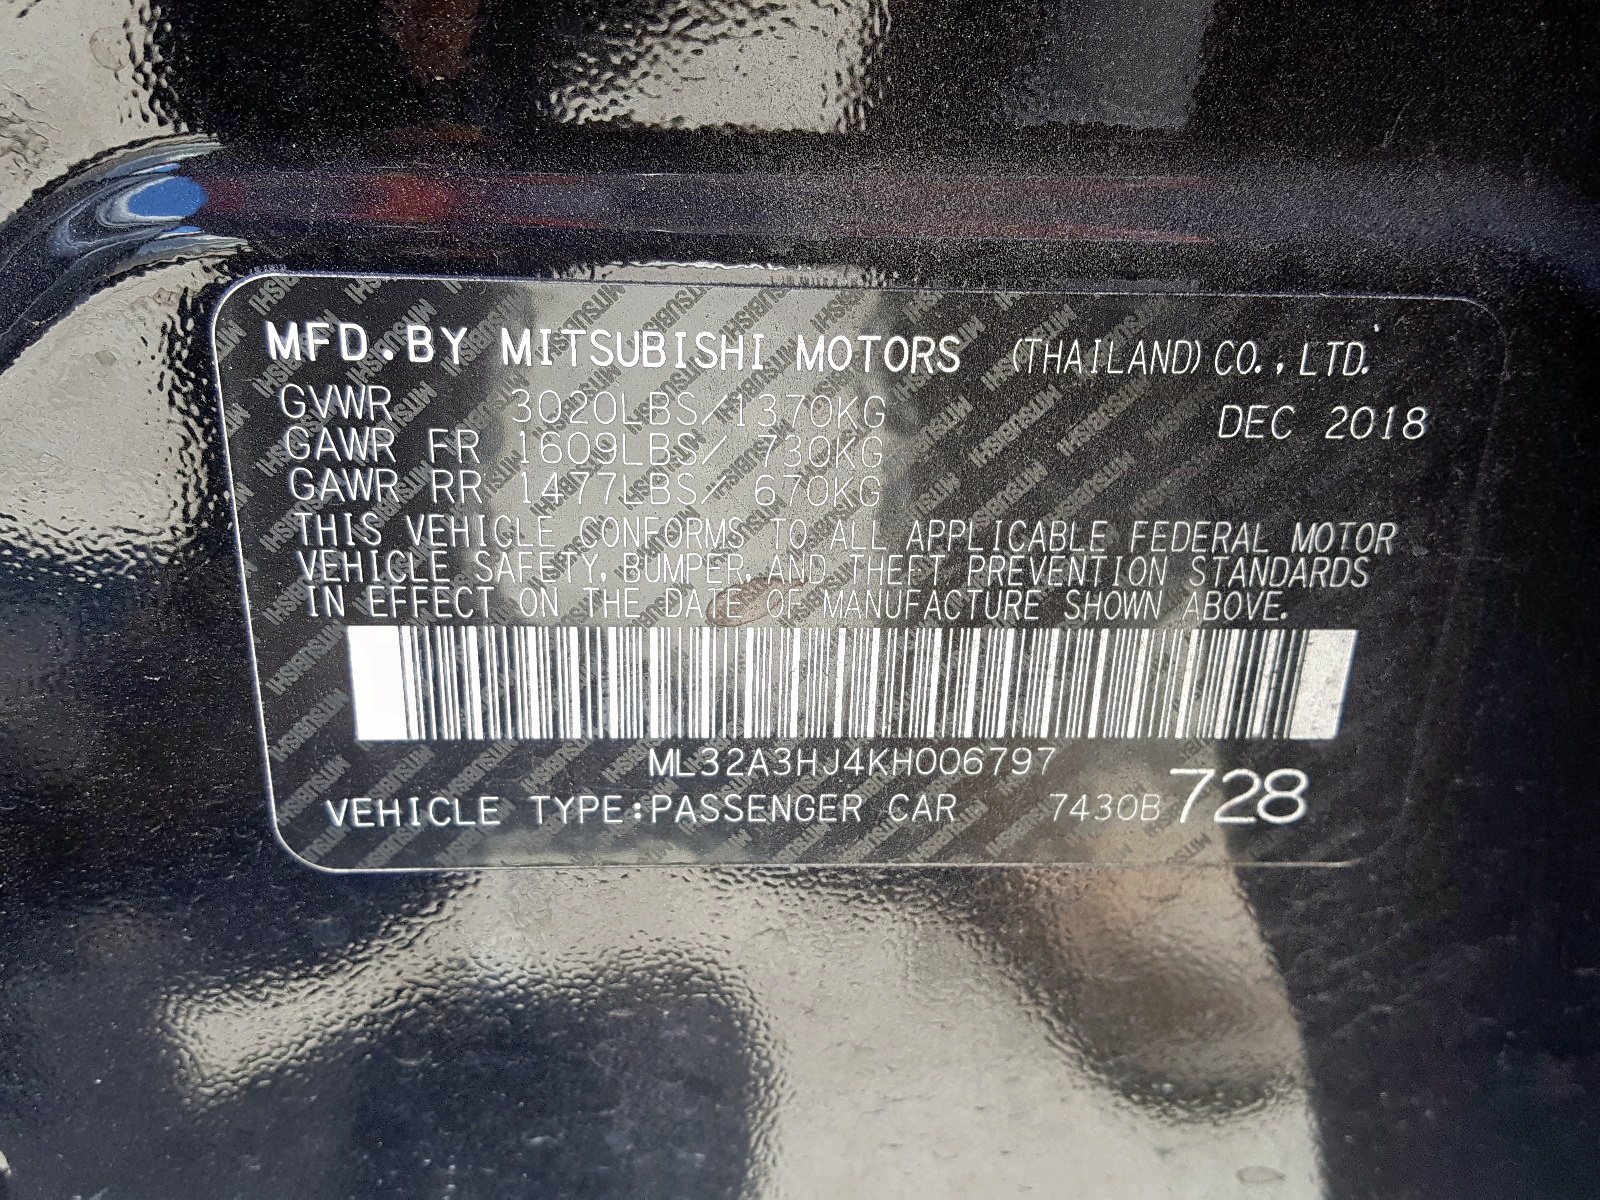 MFD.BY MITSUBISHI MOTORS (THAILAND) CO.,LTD.
GVWR 3020LBS/1370KG DEC 2018
GAWR FR 1609LBS/ 730KG
GAWR RR 1477LBS/ 670KG
THIS VEHICLE CONFORMS TO ALL APPLICABLE FEDERAL MOTOR
VEHICLE SAFETY, BUMPER, AND THEFT PREVENTION STANDARDS
IN EFFECT ON THE DATE OF MANUFACTURE SHOWN ABOVE.
ML32A3HJ4KH006797
VEHICLE TYPE:PASSENGER CAR 7430B 728